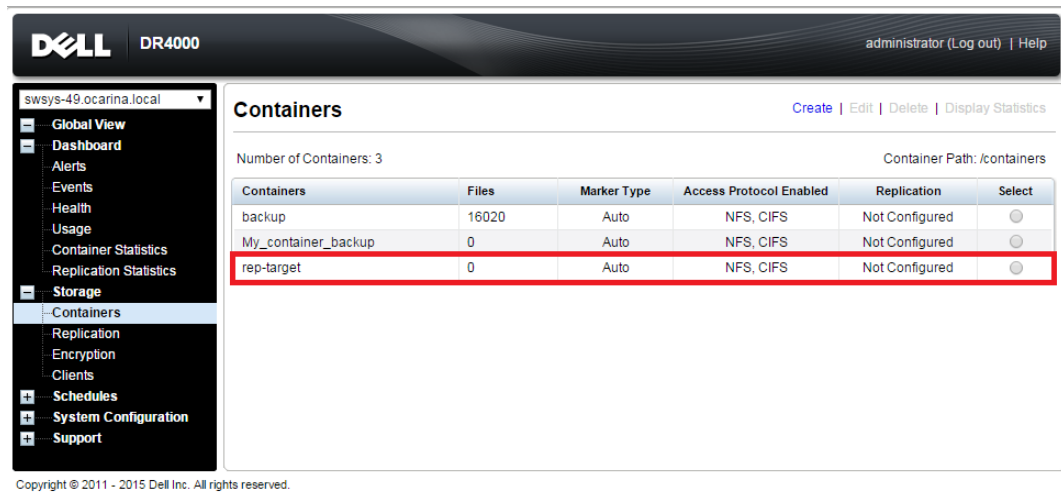 DELL DR4000 administrator (Log out) | Help
swsys-49.ocarina.local
Global View
Dashboard
Alerts
Events
Health
Usage
Container Statistics
Replication Statistics
Storage
Containers
Replication
Encryption
Clients
Schedules
System Configuration
Support
Containers Create | Edit | Delete | Display Statistics
Number of Containers: 3 Container Path: /containers
Containers Files Marker Type Access Protocol Enabled Replication Select
backup 16020 Auto NFS, CIFS Not Configured
My_container_backup 0 Auto NFS, CIFS Not Configured
rep-target 0 Auto NFS, CIFS Not Configured
Copyright © 2011 - 2015 Dell Inc. All rights reserved.